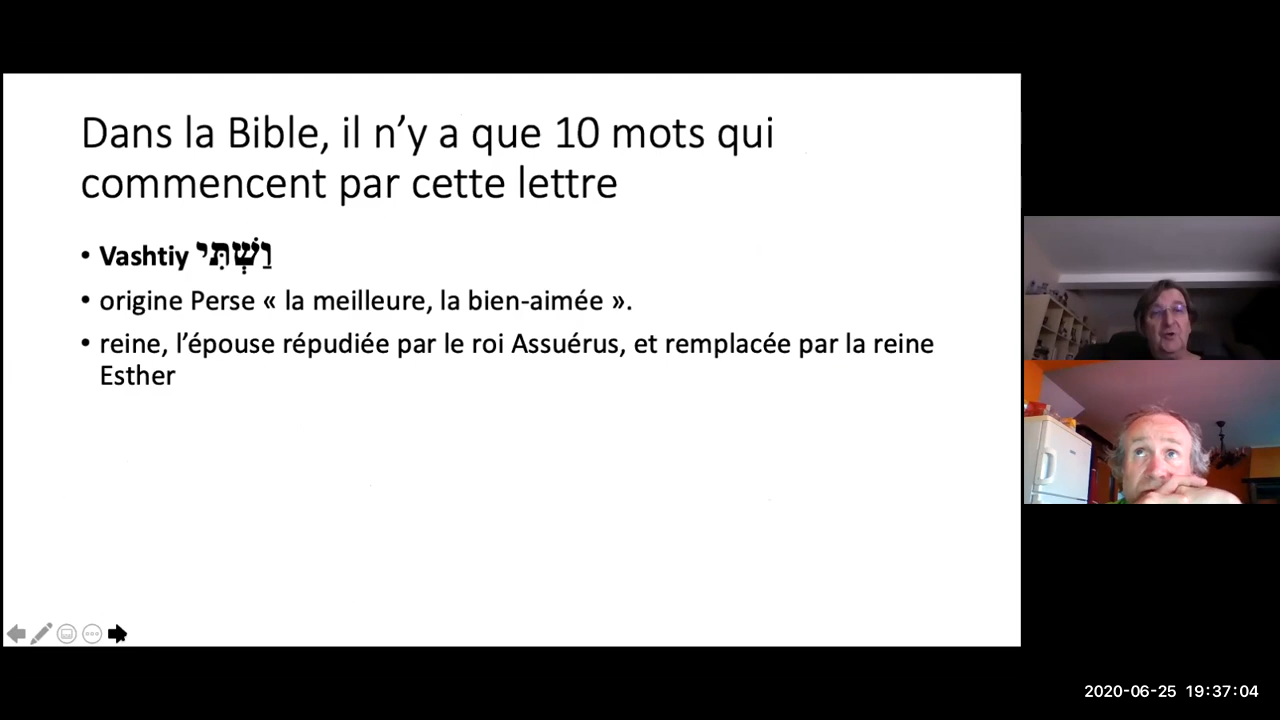 Dans la Bible, il n’y a que 10 mots qui
commencent par cette lettre
• Vashtiy וַשְׁתִּי
• origine Perse « la meilleure, la bien-aimée ».
• reine, l’épouse répudiée par le roi Assuérus, et remplacée par la reine
Esther
2020-06-25 19:37:04